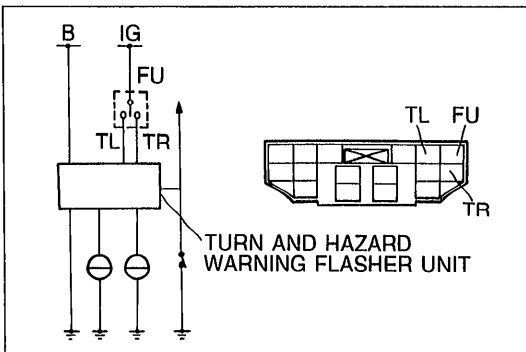 B IG
FU
TL TR
TL FU
TR
TURN AND HAZARD
WARNING FLASHER UNIT